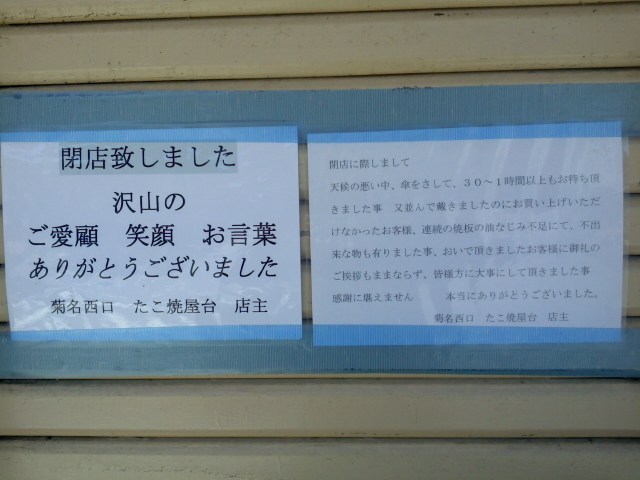 閉店致しました
沢山の
ご愛顧　笑顔　お言葉
ありがとうございました
菊名西口　たこ焼屋台　店主
閉店に際しまして
天候の悪い中、傘をさして、３０～１時間以上もお待ち頂
きました事　又並んで戴きましたのにお買い上げいただ
けなかったお客様、連続の焼板の油なじみ不足にて、不出
来な物も有りました事、おいで頂きましたお客様に御礼の
ご挨拶もままならず、皆様方に大事にして頂きました事
感謝に堪えません　　本当にありがとうございました。
菊名西口　たこ焼屋台　店主